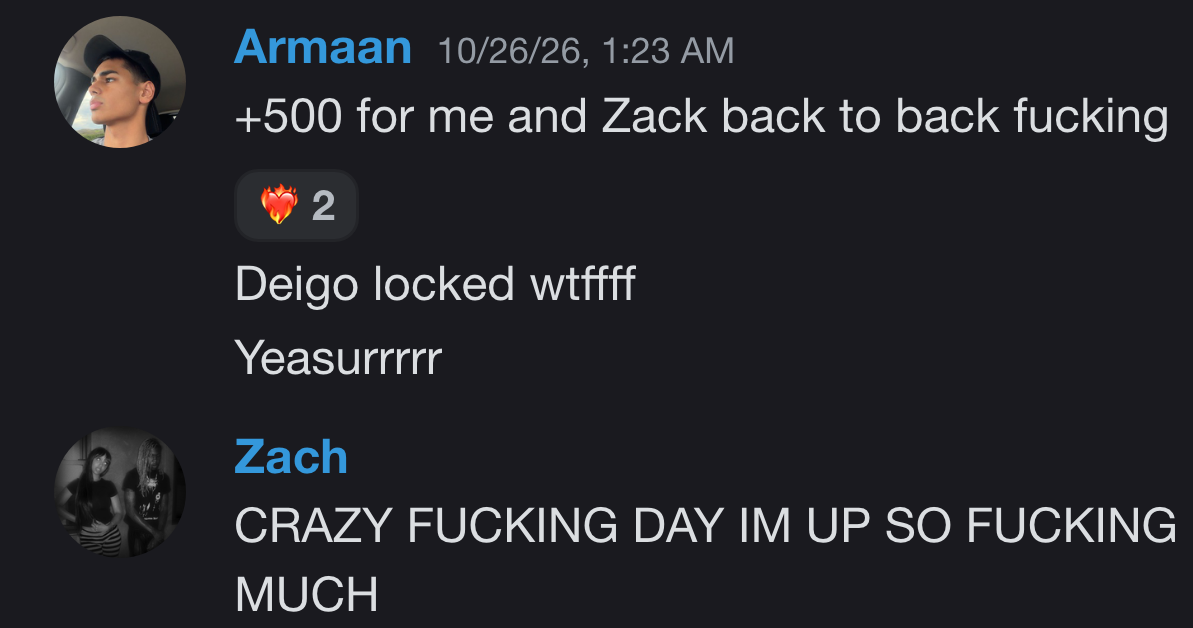 Armaan 10/26/26, 1:23 AM
+500 for me and Zack back to back fucking
❤️‍🔥 2
Deigo locked wtffff
Yeasurrrrr
Zach
CRAZY FUCKING DAY IM UP SO FUCKING
MUCH